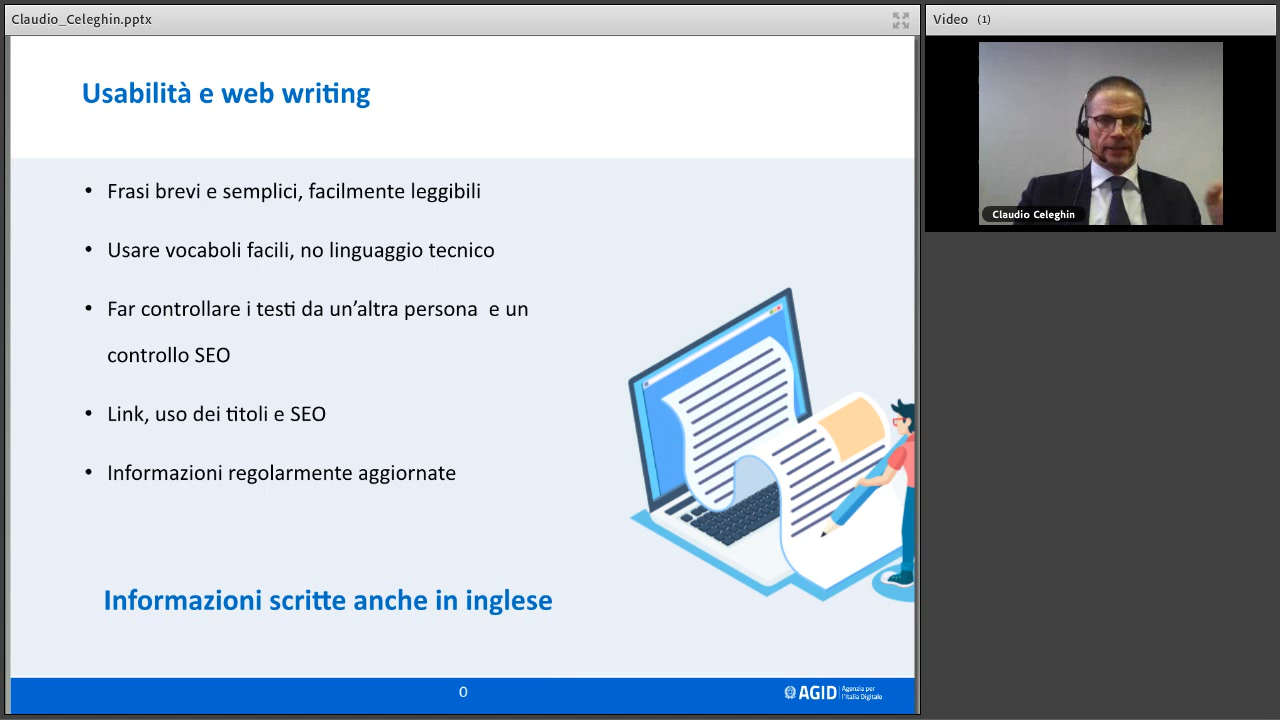 Claudio_Celeghin.pptx
Video (1)
Usabilità e web writing
• Frasi brevi e semplici, facilmente leggibili
• Usare vocaboli facili, no linguaggio tecnico
• Far controllare i testi da un’altra persona  e un
controllo SEO
• Link, uso dei titoli e SEO
• Informazioni regolarmente aggiornate
Informazioni scritte anche in inglese
0
AGID
Agenzia per
l'Italia Digitale
Claudio Celeghin